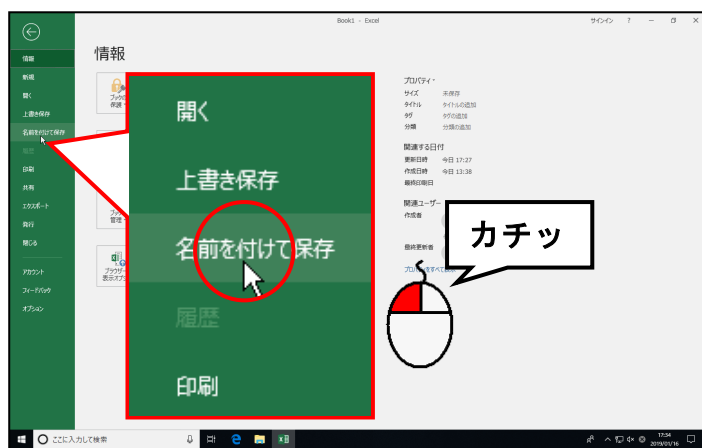 Book1 - Excel
サインイン ?
情報
新規
開く
上書き保存
名前を付けて保存
履歴
印刷
共有
エクスポート
発行
閉じる
アカウント
フィードバック
オプション
情報
開く
上書き保存
名前を付けて保存
履歴
印刷
カチッ
プロパティ
サイズ 未保存
タイトル タイトルの追加
タグ タグの追加
分類 分類の追加
関連する日付
更新日時 今日 17:27
作成日時 今日 13:38
最終印刷日
関連ユーザー
作成者
最終更新者
ここに入力して検索
17:34
2019/01/16